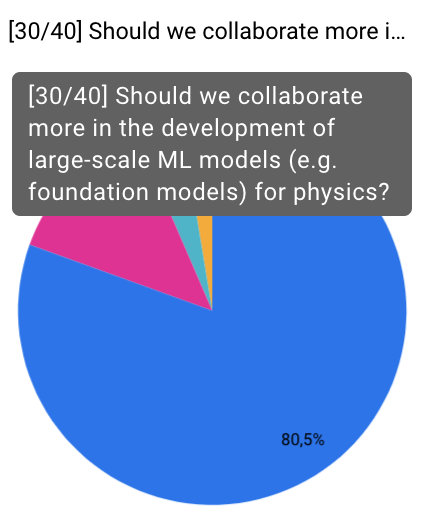 [30/40] Should we collaborate more i...
[30/40] Should we collaborate
more in the development of
large-scale ML models (e.g.
foundation models) for physics?
80,5%